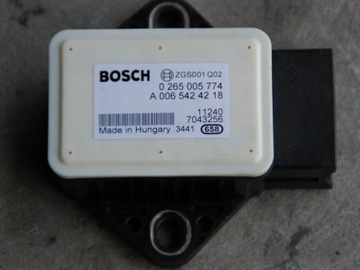 BOSCH ZGS001 Q02
0 265 005 774
A 006 542 42 18
11240
7043256
Made in Hungary 3441 658